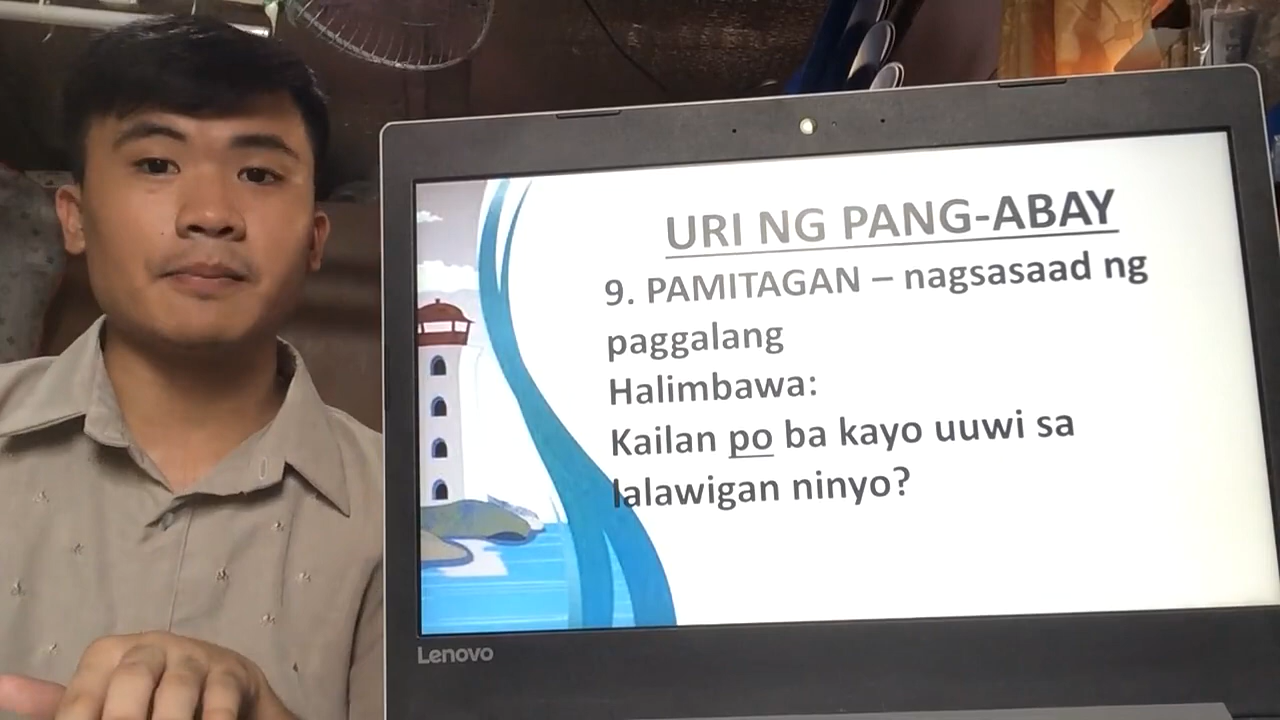 URI NG PANG-ABAY
9. PAMITAGAN – nagsasaad ng
paggalang
Halimbawa:
Kailan po ba kayo uuwi sa
lalawigan ninyo?
Lenovo